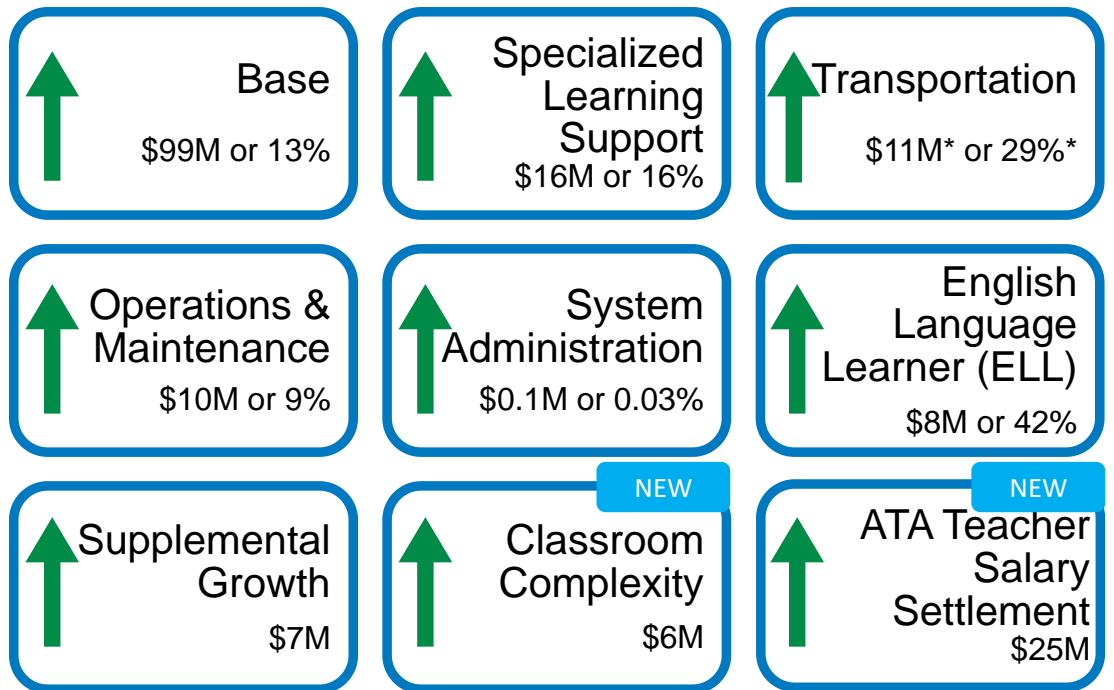 Base
$99M or 13%
Specialized
Learning
Support
$16M or 16%
Transportation
$11M* or 29%*
Operations &
Maintenance
$10M or 9%
System
Administration
$0.1M or 0.03%
English
Language
Learner (ELL)
$8M or 42%
Supplemental
Growth
$7M
NEW
Classroom
Complexity
$6M
NEW
ATA Teacher
Salary
Settlement
$25M